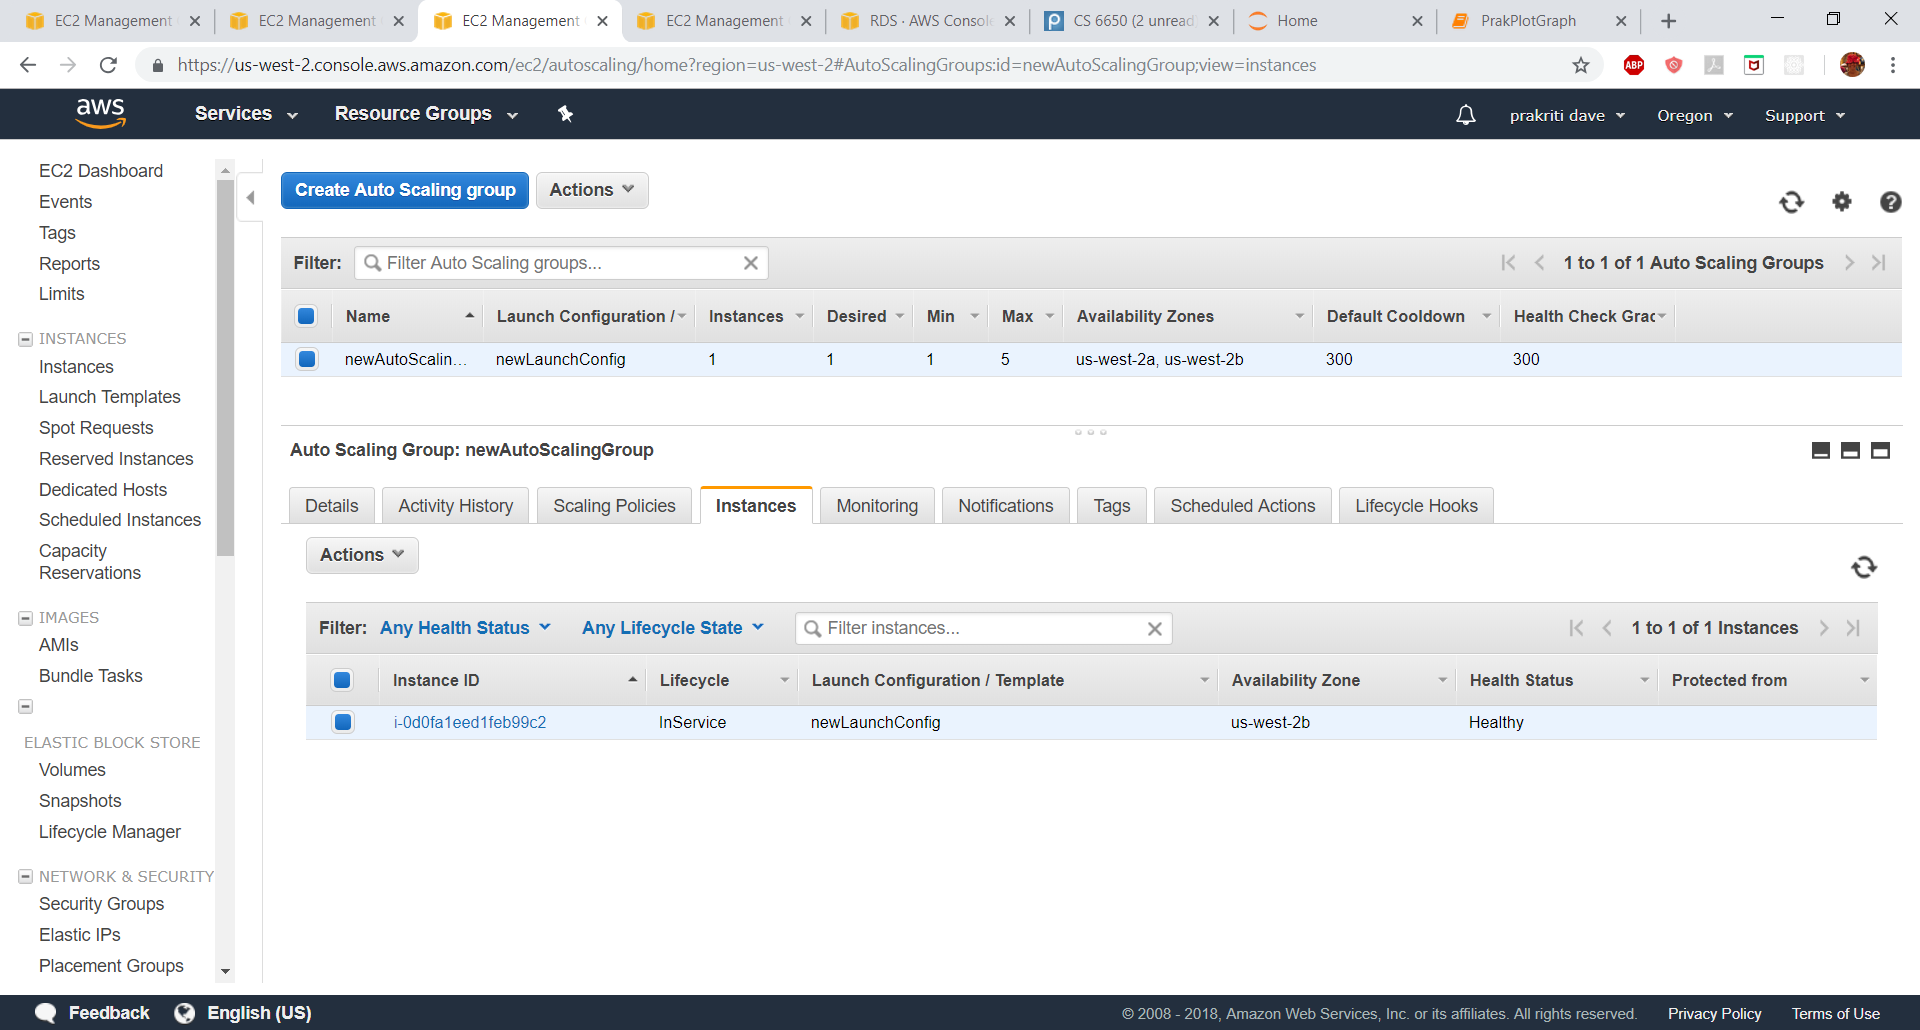 EC2 Management
EC2 Management
EC2 Management
EC2 Management
RDS · AWS Console
CS 6650 (2 unread)
Home
PrakPlotGraph
https://us-west-2.console.aws.amazon.com/ec2/autoscaling/home?region=us-west-2#AutoScalingGroups:id=newAutoScalingGroup;view=instances
ABP
aws
Services
Resource Groups
prakriti dave
Oregon
Support
EC2 Dashboard
Events
Tags
Reports
Limits
INSTANCES
Instances
Launch Templates
Spot Requests
Reserved Instances
Dedicated Hosts
Scheduled Instances
Capacity
Reservations
IMAGES
AMIs
Bundle Tasks
ELASTIC BLOCK STORE
Volumes
Snapshots
Lifecycle Manager
NETWORK & SECURITY
Security Groups
Elastic IPs
Placement Groups
Create Auto Scaling group
Actions
Filter: Filter Auto Scaling groups...
1 to 1 of 1 Auto Scaling Groups
Name Launch Configuration / Instances Desired Min Max Availability Zones Default Cooldown Health Check Grac
newAutoScalin... newLaunchConfig 1 1 1 5 us-west-2a, us-west-2b 300 300
Auto Scaling Group: newAutoScalingGroup
Details Activity History Scaling Policies Instances Monitoring Notifications Tags Scheduled Actions Lifecycle Hooks
Actions
Filter: Any Health Status Any Lifecycle State Filter instances...
1 to 1 of 1 Instances
Instance ID Lifecycle Launch Configuration / Template Availability Zone Health Status Protected from
i-0d0fa1eed1feb99c2 InService newLaunchConfig us-west-2b Healthy
Feedback English (US)
© 2008 - 2018, Amazon Web Services, Inc. or its affiliates. All rights reserved. Privacy Policy Terms of Use